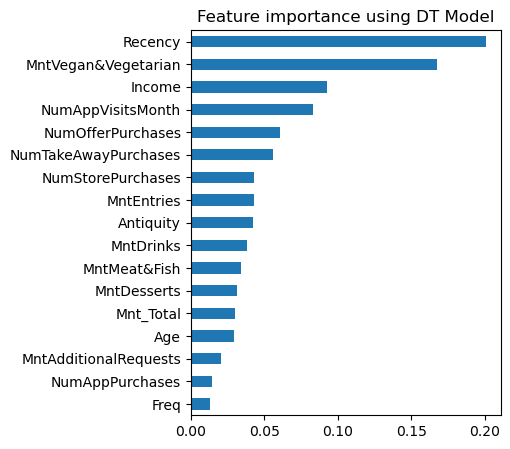 Feature importance using DT Model
Recency
MntVegan&Vegetarian
Income
NumAppVisitsMonth
NumOfferPurchases
NumTakeAwayPurchases
NumStorePurchases
MntEntries
Antiquity
MntDrinks
MntMeat&Fish
MntDesserts
Mnt_Total
Age
MntAdditionalRequests
NumAppPurchases
Freq
0.00 0.05 0.10 0.15 0.20